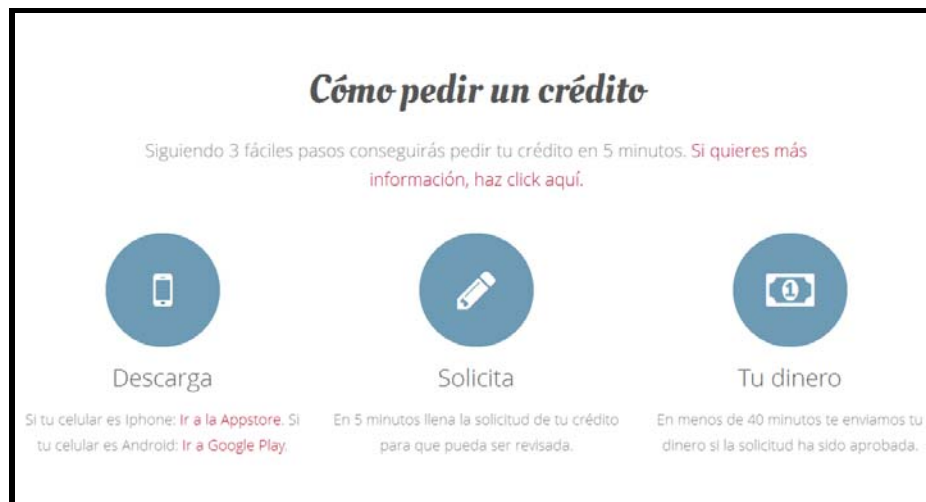 Cómo pedir un crédito
Siguiendo 3 fáciles pasos conseguirás pedir tu crédito en 5 minutos. Si quieres más
información, haz click aquí.
1
Descarga
Si tu celular es Iphone: Ir a la Appstore. Si
tu celular es Android: Ir a Google Play.
Solicita
En 5 minutos llena la solicitud de tu crédito
para que pueda ser revisada.
Tu dinero
En menos de 40 minutos te enviamos tu
dinero si la solicitud ha sido aprobada.